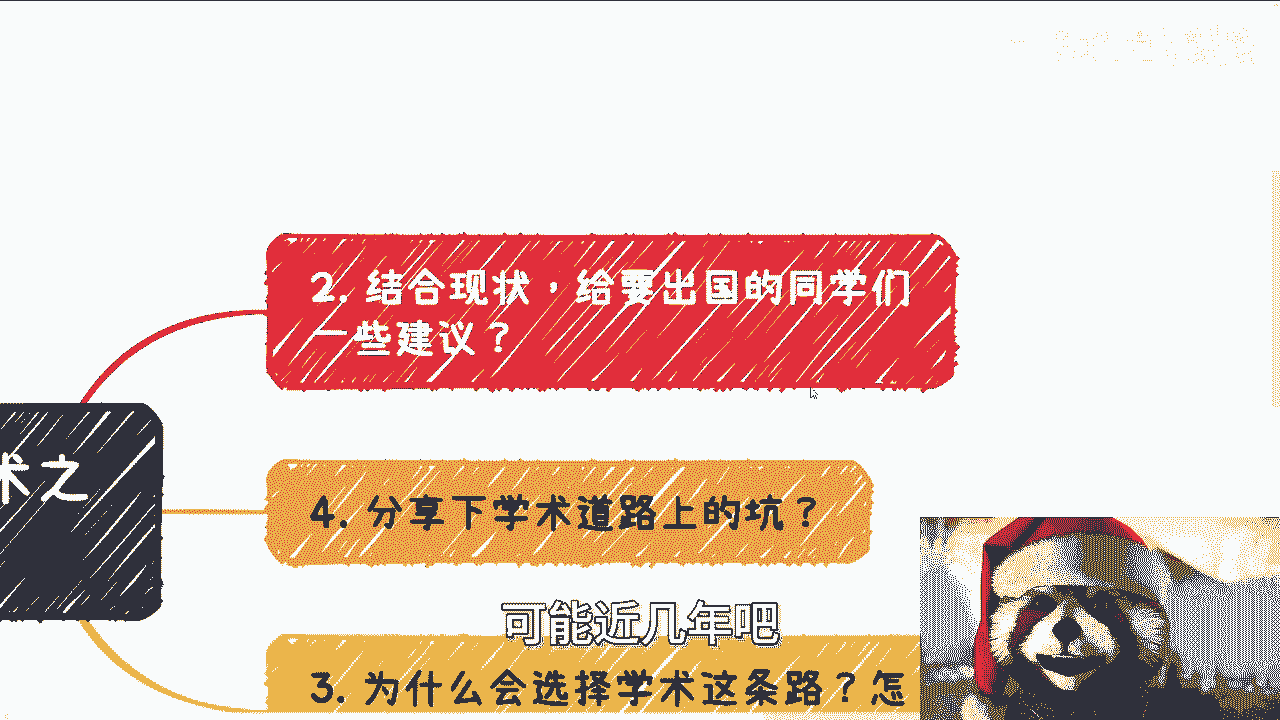 2. 结合现状，给要出国的同学们
一些建议？
术之
4. 分享下学术道路上的坑？
可能近几年吧
3. 为什么会选择学术这条路？怎